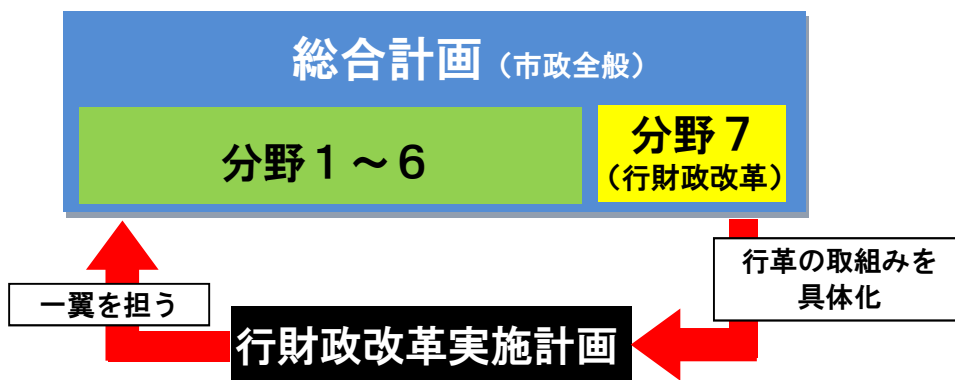 総合計画（市政全般）
分野１～６
分野７
（行財政改革）
行革の取組みを
具体化
一翼を担う
行財政改革実施計画